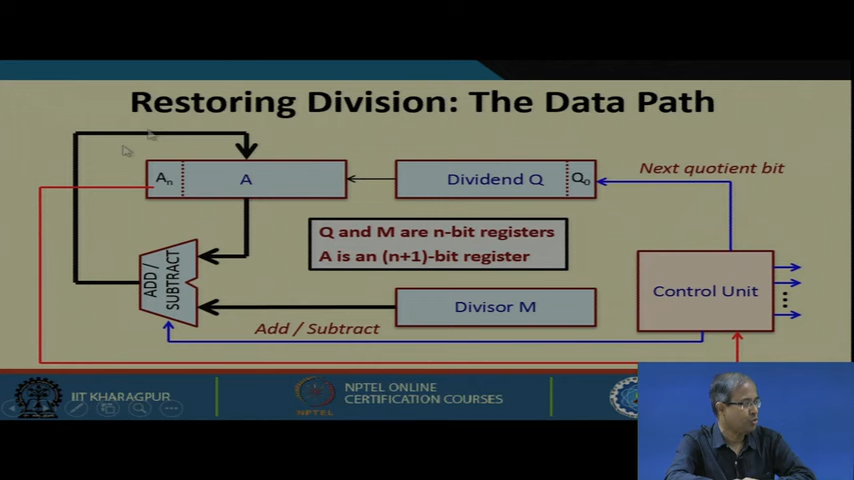 Restoring Division: The Data Path
An
A
Dividend Q
Q0
Next quotient bit
Q and M are n-bit registers
A is an (n+1)-bit register
ADD /
SUBTRACT
Divisor M
Control Unit
Add / Subtract
IIT KHARAGPUR
NPTEL
NPTEL ONLINE
CERTIFICATION COURSES